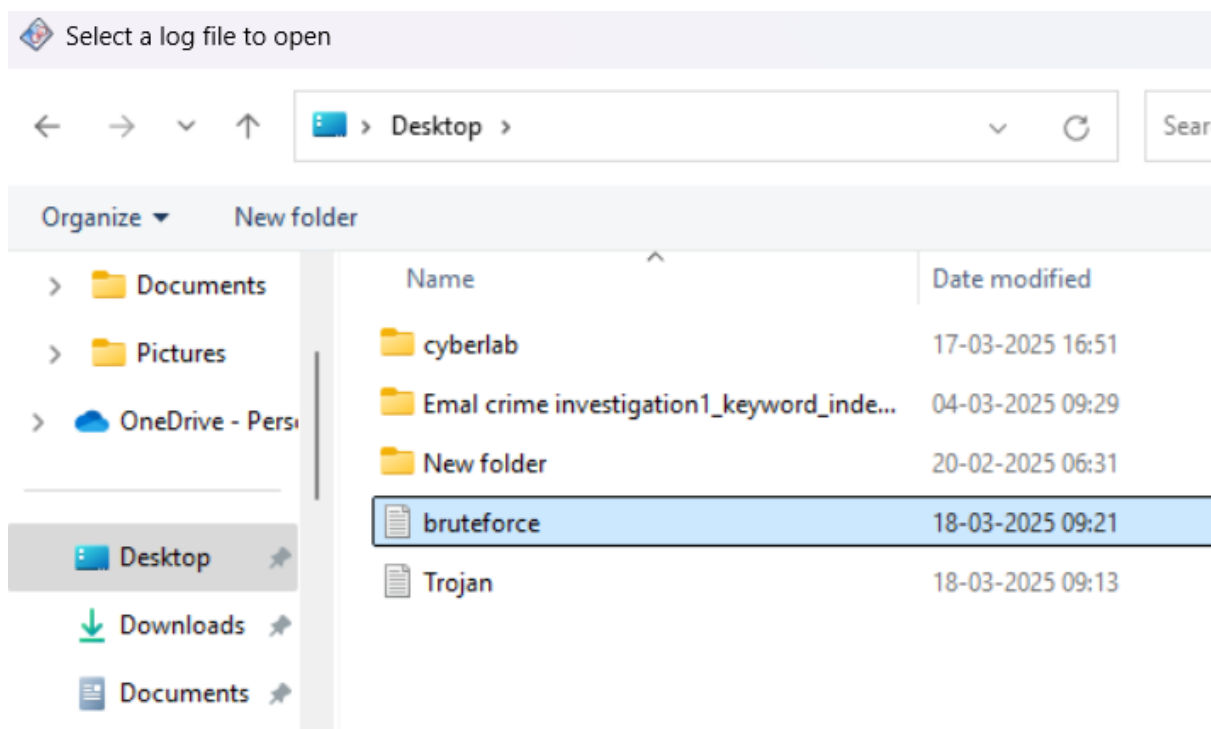 Select a log file to open
Desktop
Sear
Organize
New folder
Documents
Pictures
OneDrive - Pers
Desktop
Downloads
Documents
Name
Date modified
cyberlab
17-03-2025 16:51
Emal crime investigation1_keyword_inde...
04-03-2025 09:29
New folder
20-02-2025 06:31
bruteforce
18-03-2025 09:21
Trojan
18-03-2025 09:13